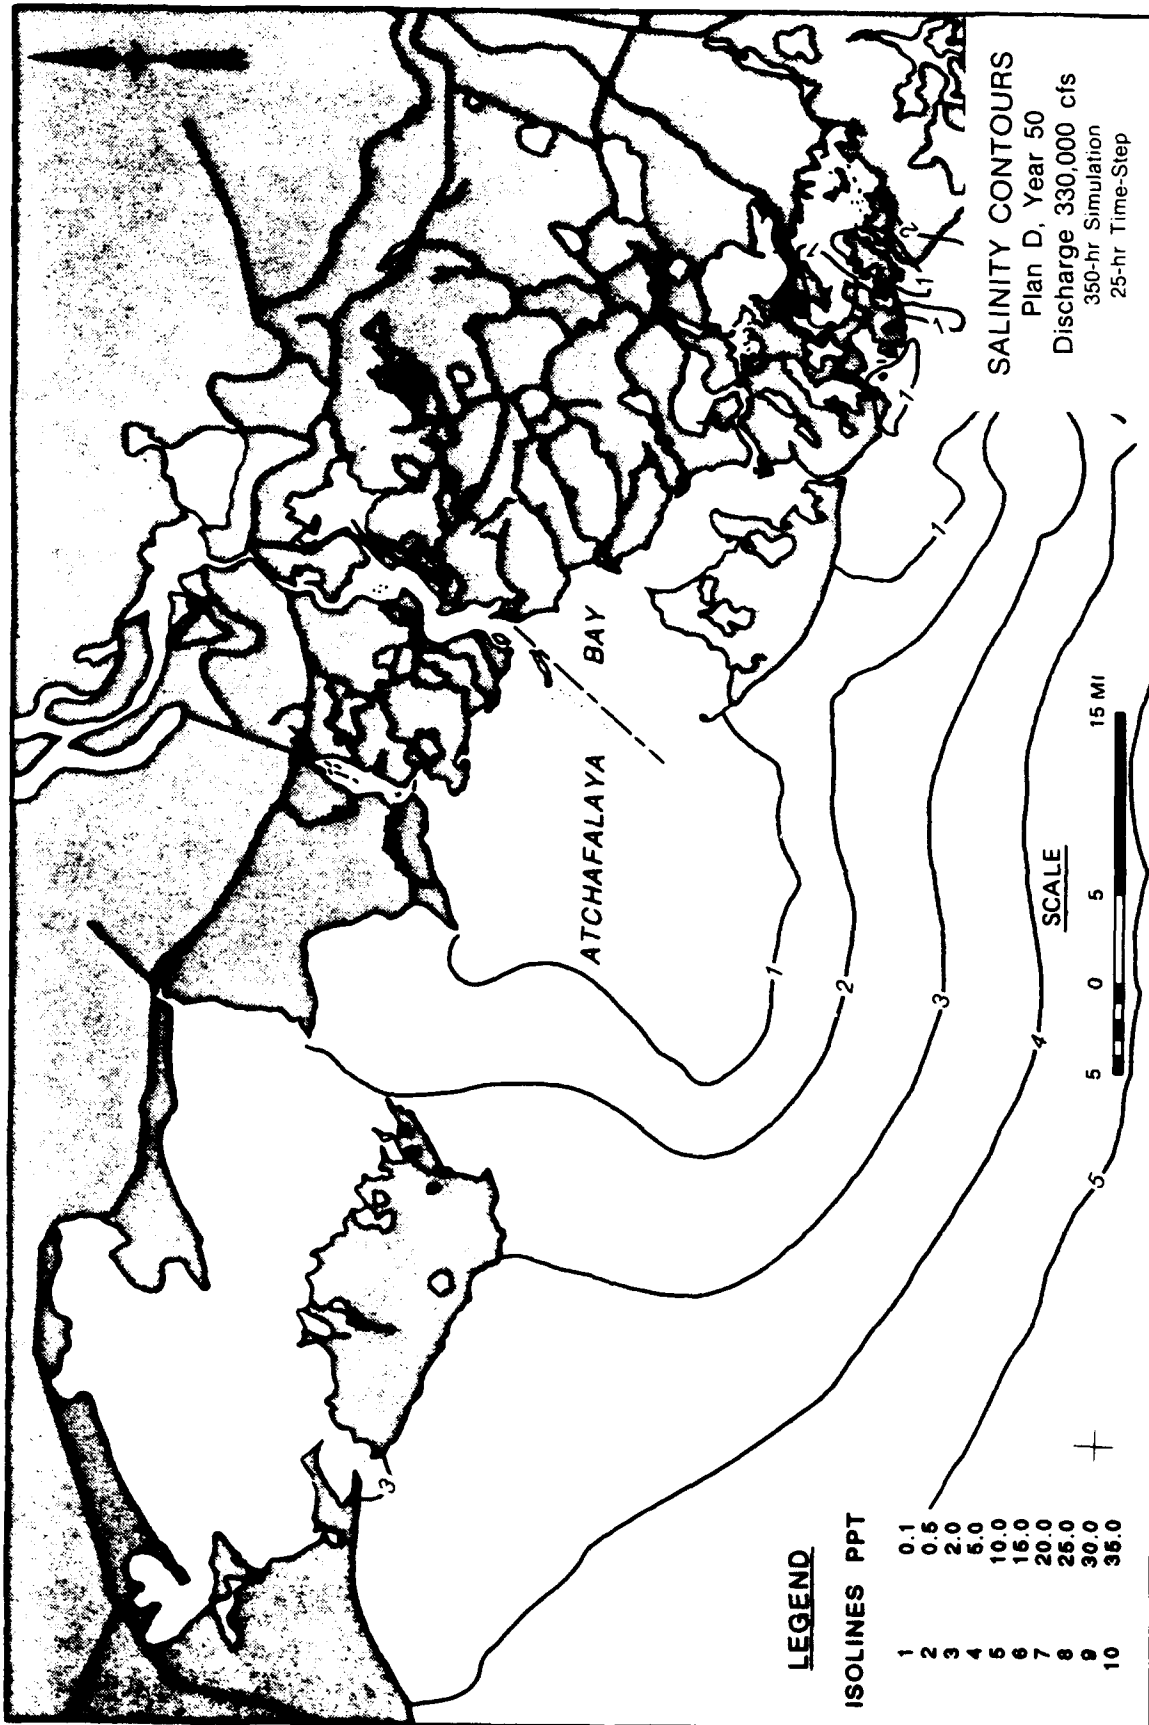 SALINITY CONTOURS
Plan D, Year 50
Discharge 330,000 cfs
350-hr Simulation
25-hr Time-Step
ATCHAFALAYA BAY
1
1
1
1
2
1
2
3
4
5
3
SCALE
5 0 5 15 MI
LEGEND
ISOLINES PPT
1 0.1
2 0.5
3 2.0
4 5.0
5 10.0
6 15.0
7 20.0
8 25.0
9 30.0
10 35.0